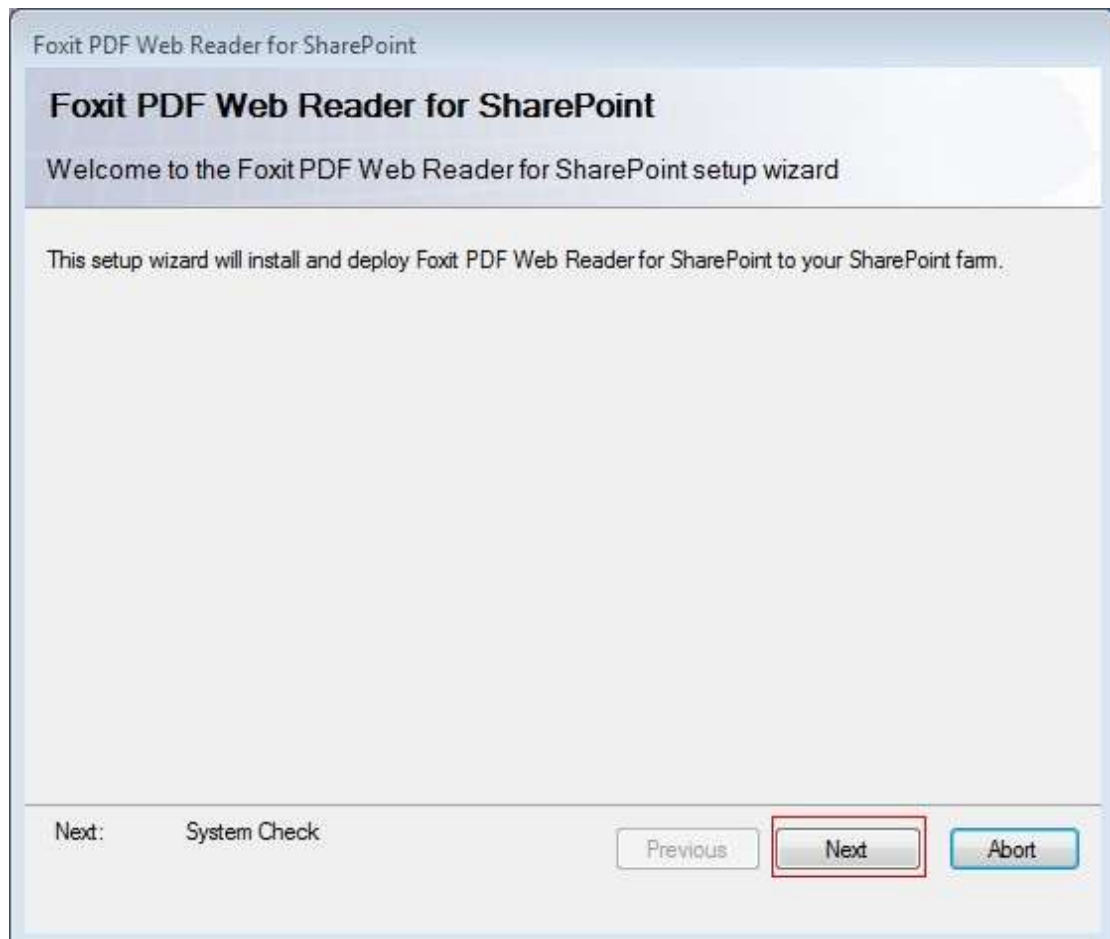 Foxit PDF Web Reader for SharePoint
Foxit PDF Web Reader for SharePoint
Welcome to the Foxit PDF Web Reader for SharePoint setup wizard
This setup wizard will install and deploy Foxit PDF Web Reader for SharePoint to your SharePoint farm.
Next: System Check
Previous Next Abort